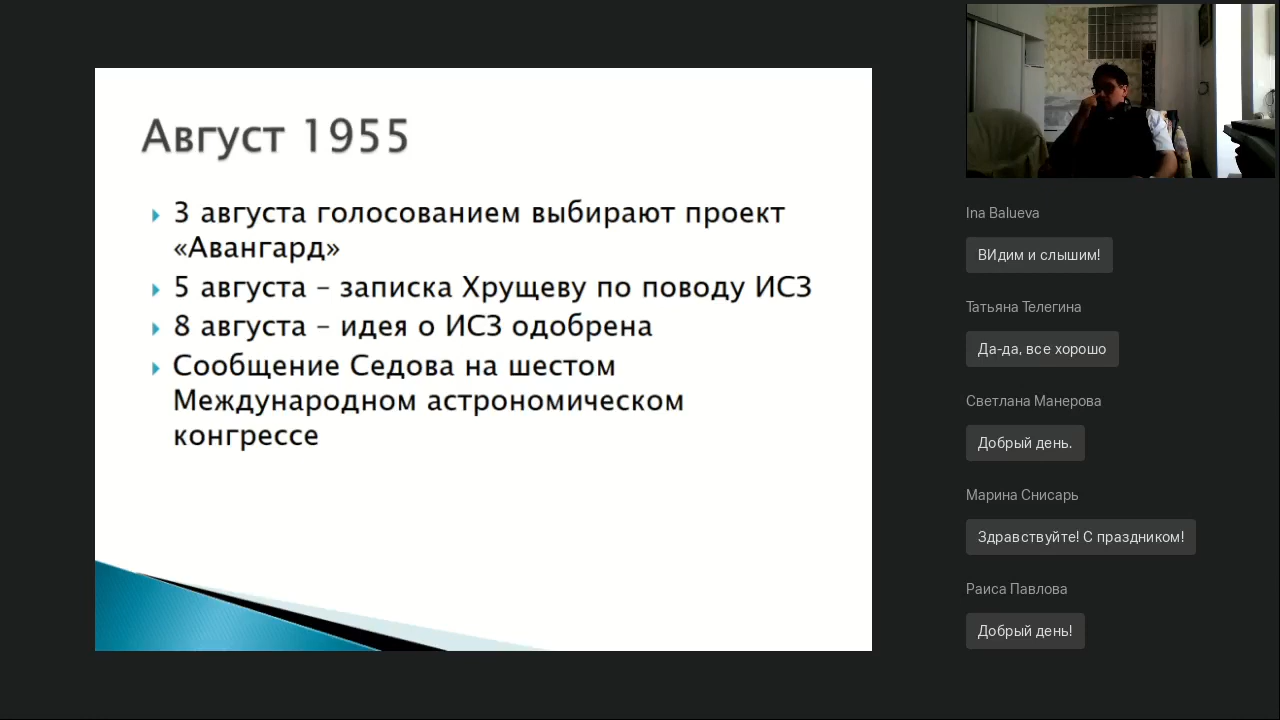 Август 1955
3 августа голосованием выбирают проект
«Авангард»
5 августа – записка Хрущеву по поводу ИСЗ
8 августа – идея о ИСЗ одобрена
Сообщение Седова на шестом
Международном астрономическом
конгрессе
Ina Balueva
ВИдим и слышим!
Татьяна Телегина
Да-да, все хорошо
Светлана Манерова
Добрый день.
Марина Снисарь
Здравствуйте! С праздником!
Раиса Павлова
Добрый день!